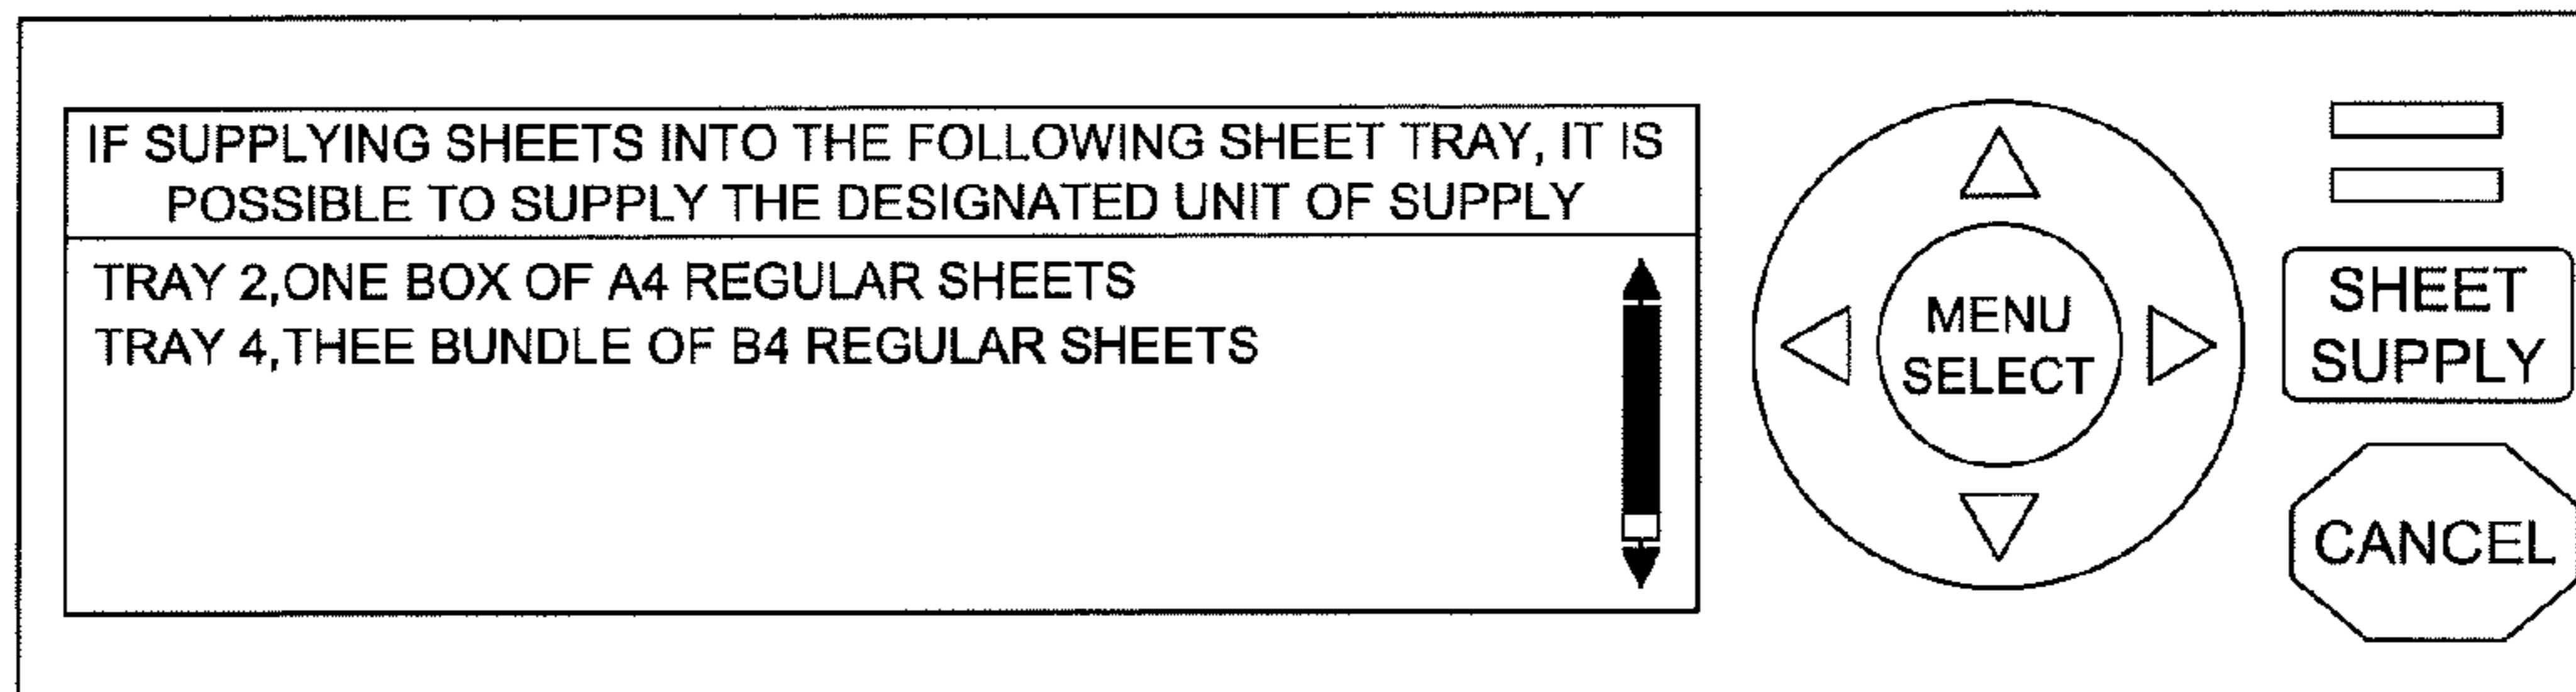 IF SUPPLYING SHEETS INTO THE FOLLOWING SHEET TRAY, IT IS
POSSIBLE TO SUPPLY THE DESIGNATED UNIT OF SUPPLY
TRAY 2,ONE BOX OF A4 REGULAR SHEETS
TRAY 4,THEE BUNDLE OF B4 REGULAR SHEETS
MENU
SELECT
SHEET
SUPPLY
CANCEL